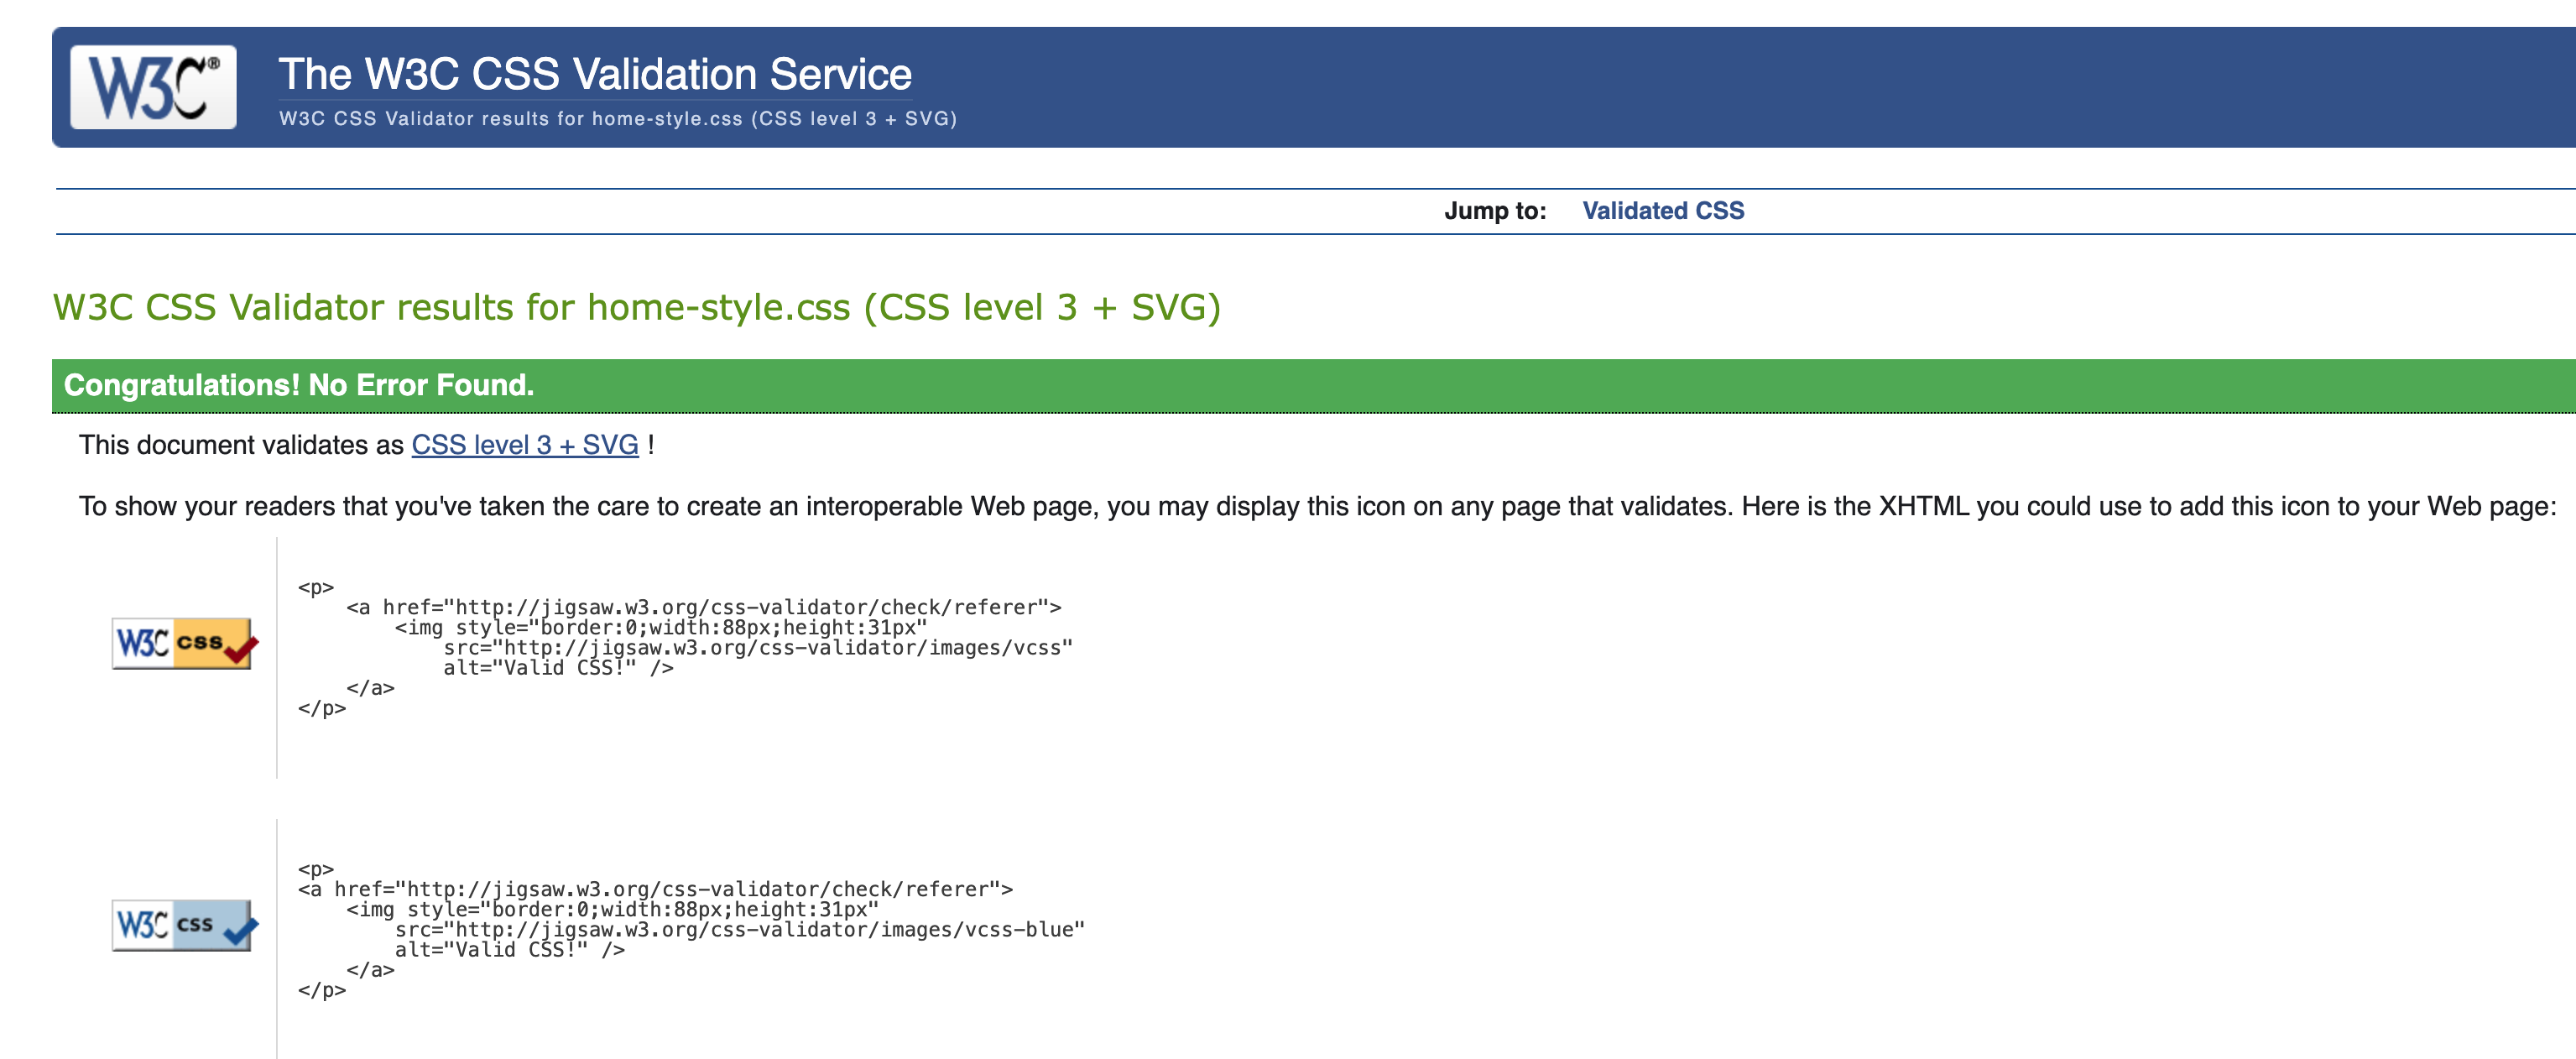 W3C®
The W3C CSS Validation Service
W3C CSS Validator results for home-style.css (CSS level 3 + SVG)
Jump to: Validated CSS
W3C CSS Validator results for home-style.css (CSS level 3 + SVG)
Congratulations! No Error Found.
This document validates as CSS level 3 + SVG !
To show your readers that you've taken the care to create an interoperable Web page, you may display this icon on any page that validates. Here is the XHTML you could use to add this icon to your Web page:
W3C css
<p>
    <a href="http://jigsaw.w3.org/css-validator/check/referer">
        <img style="border:0;width:88px;height:31px"
            src="http://jigsaw.w3.org/css-validator/images/vcss"
            alt="Valid CSS!" />
    </a>
</p>
W3C css
<p>
<a href="http://jigsaw.w3.org/css-validator/check/referer">
    <img style="border:0;width:88px;height:31px"
        src="http://jigsaw.w3.org/css-validator/images/vcss-blue"
        alt="Valid CSS!" />
    </a>
</p>